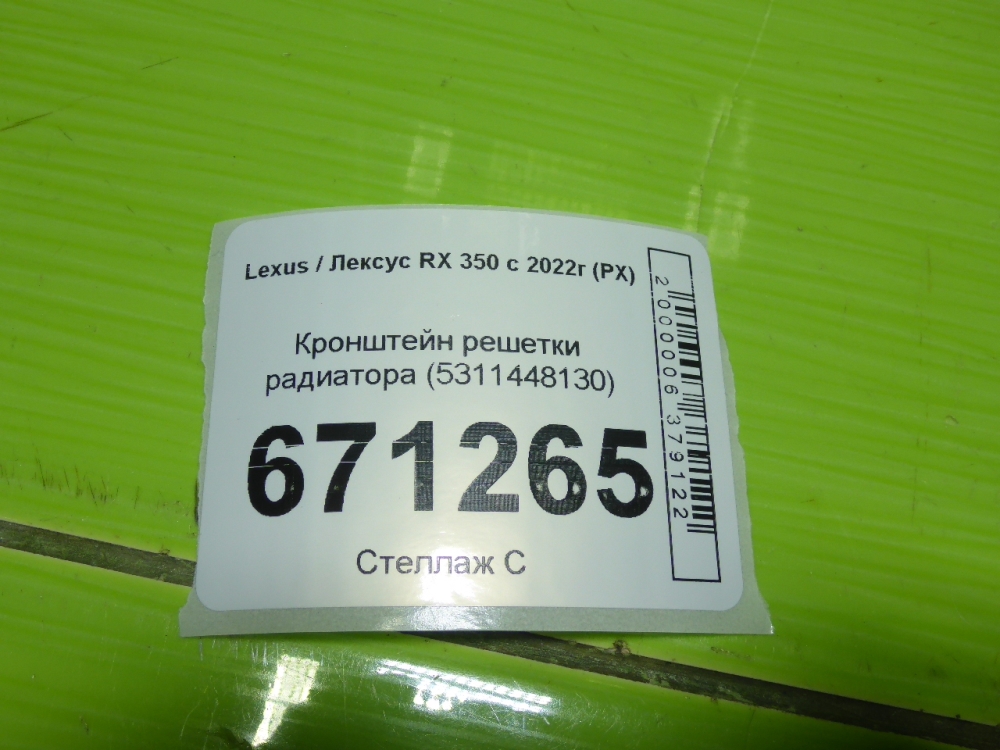 Lexus / Лексус RX 350 с 2022г (РХ)
Кронштейн решетки
радиатора (5311448130)
671265
Стеллаж С
2000006379122